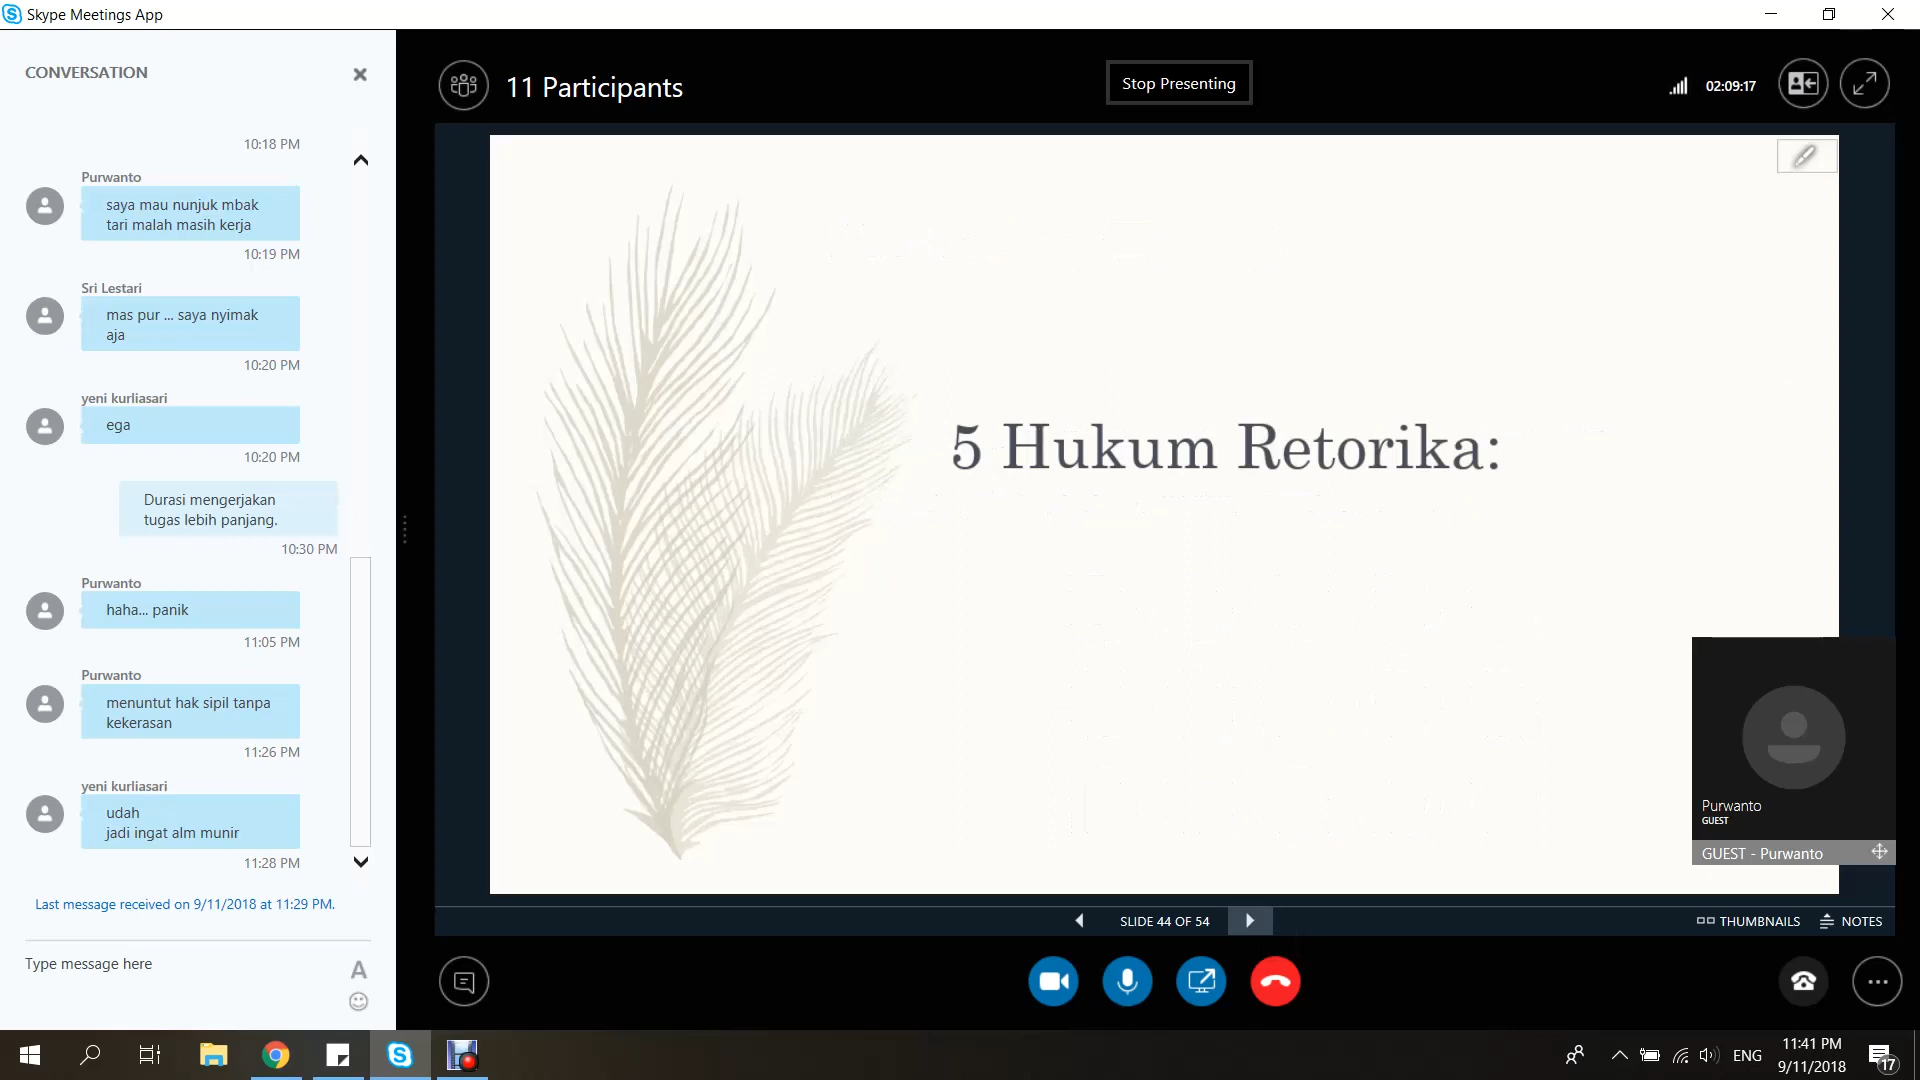 Skype Meetings App
CONVERSATION
10:18 PM
Purwanto
saya mau nunjuk mbak
tari malah masih kerja
10:19 PM
Sri Lestari
mas pur ... saya nyimak
aja
10:20 PM
yeni kurliasari
ega
10:20 PM
Durasi mengerjakan
tugas lebih panjang.
10:30 PM
Purwanto
haha... panik
11:05 PM
Purwanto
menuntut hak sipil tanpa
kekerasan
11:26 PM
yeni kurliasari
udah
jadi ingat alm munir
11:28 PM
Last message received on 9/11/2018 at 11:29 PM.
Type message here
A
11 Participants
Stop Presenting
02:09:17
5 Hukum Retorika:
Purwanto
GUEST
GUEST - Purwanto
SLIDE 44 OF 54
THUMBNAILS
NOTES
ENG
11:41 PM
9/11/2018
17